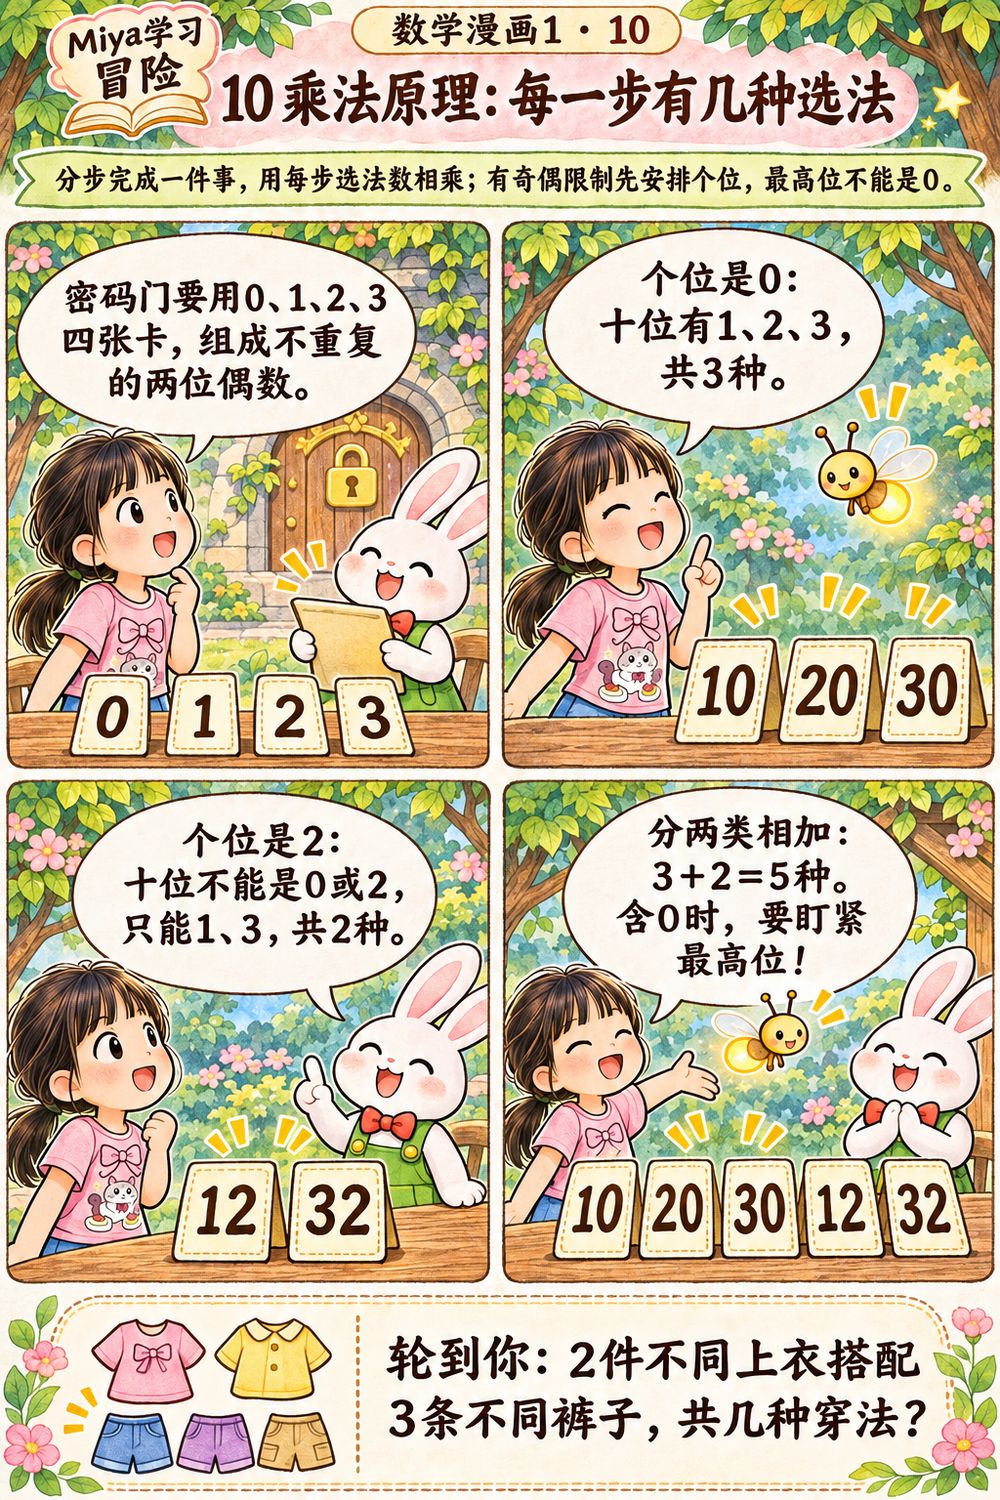 Miya学习
冒险
数学漫画1·10
10 乘法原理：每一步有几种选法
分步完成一件事，用每步选法数相乘；有奇偶限制先安排个位，最高位不能是0。
密码门要用0、1、2、3
四张卡，组成不重复
的两位偶数。
0 1 2 3
个位是0：
十位有1、2、3，
共3种。
10 20 30
个位是2：
十位不能是0或2，
只能1、3，共2种。
12 32
分两类相加：
3+2=5种。
含0时，要盯紧
最高位！
10 20 30 12 32
轮到你：2件不同上衣搭配
3条不同裤子，共几种穿法？